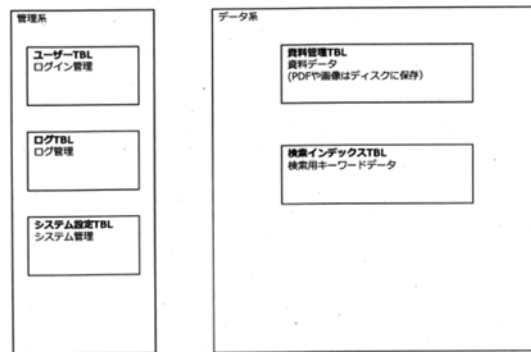 管理系
ユーザーTBL
ログイン管理
ログTBL
ログ管理
システム設定TBL
システム管理
データ系
資料管理TBL
資料データ
(PDFや画像はディスクに保存)
検索インデックスTBL
検索用キーワードデータ